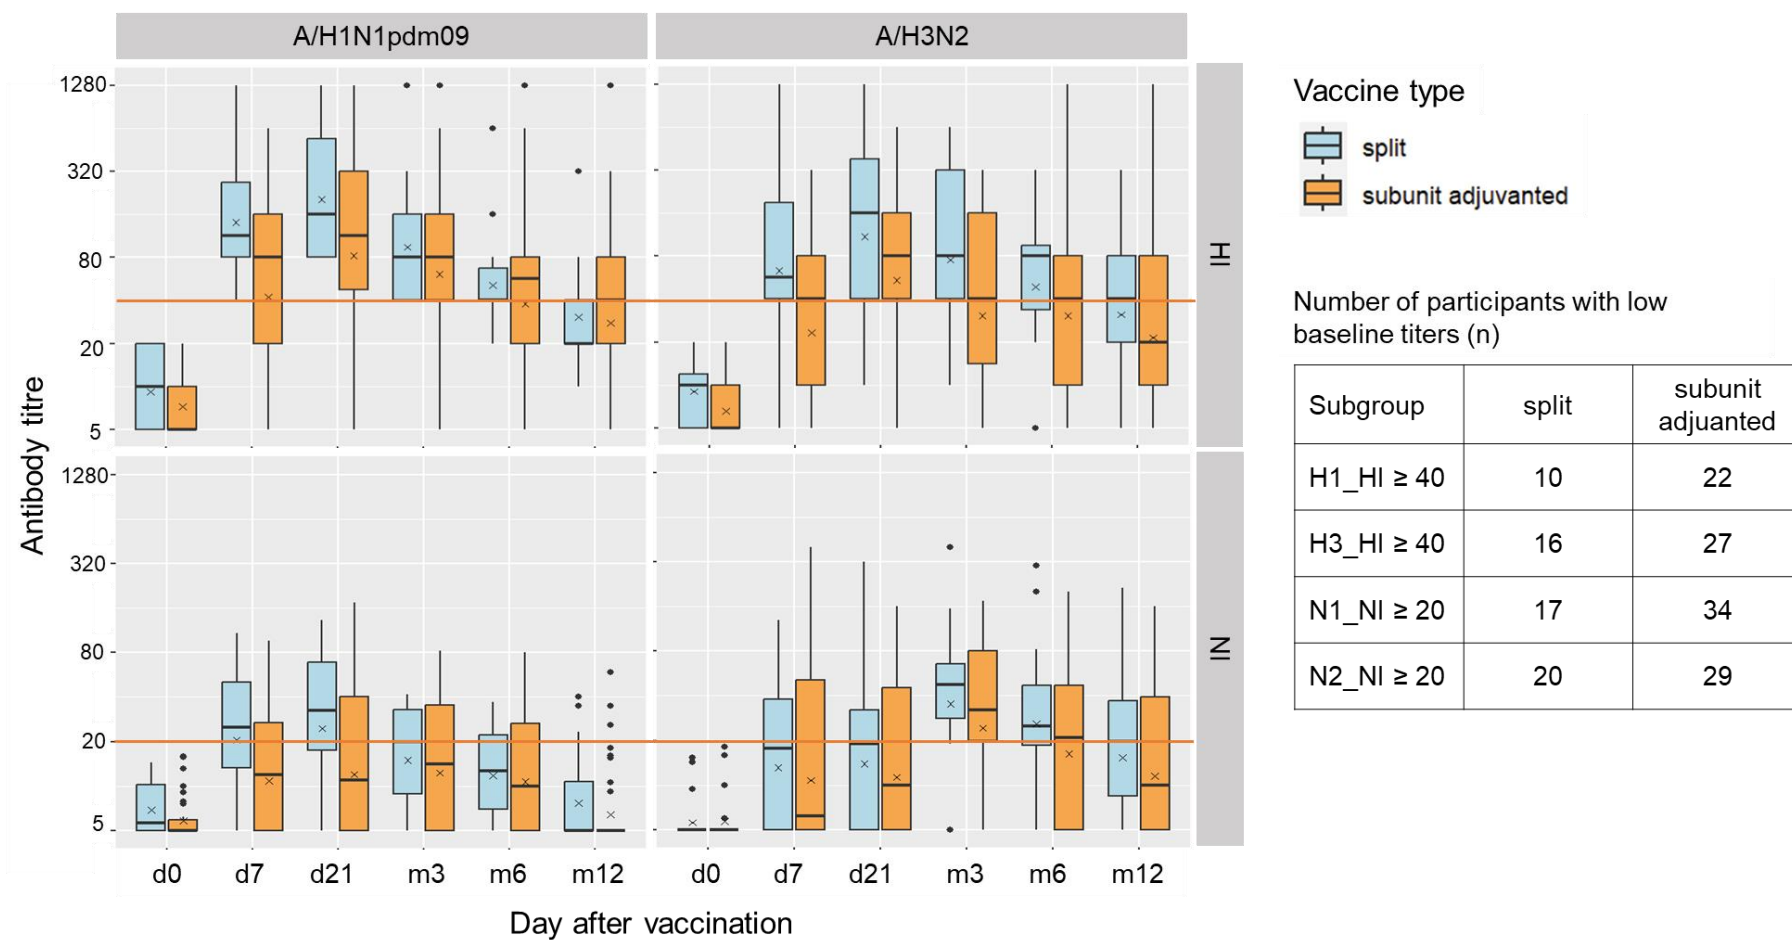 A/H1N1pdm09
A/H3N2
1280
320
80
20
5
HI
1280
320
80
20
5
NI
Antibody titre
d0 d7 d21 m3 m6 m12
d0 d7 d21 m3 m6 m12
Day after vaccination
Vaccine type
split
subunit adjuvanted
Number of participants with low
baseline titers (n)
Subgroup split subunit
adjuanted
H1_HI ≥ 40 10 22
H3_HI ≥ 40 16 27
N1_NI ≥ 20 17 34
N2_NI ≥ 20 20 29